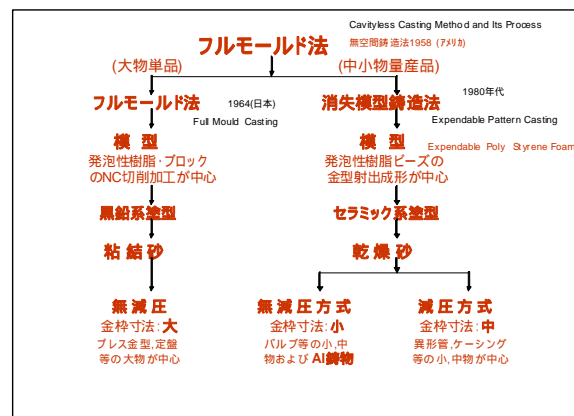 Cavityless Casting Method and Its Process
フルモールド法
無空間鋳造法1958 (アメリカ)
(大物単品)
(中小物量産品)
フルモールド法
1964(日本)
消失模型鋳造法
1980年代
Full Mould Casting
Expendable Pattern Casting
模 型
模 型
Expendable Poly Styrene Foam
発泡性樹脂・ブロック
のNC切削加工が中心
発泡性樹脂ビーズの
金型射出成形が中心
黒鉛系塗型
セラミック系塗型
粘結砂
乾燥砂
無減圧
金枠寸法:大
プレス金型,定盤
等の大物が中心
無減圧方式
金枠寸法:小
バルブ等の小,中
物および Al鋳物
減圧方式
金枠寸法:中
異形管,ケーシング
等の小,中物が中心